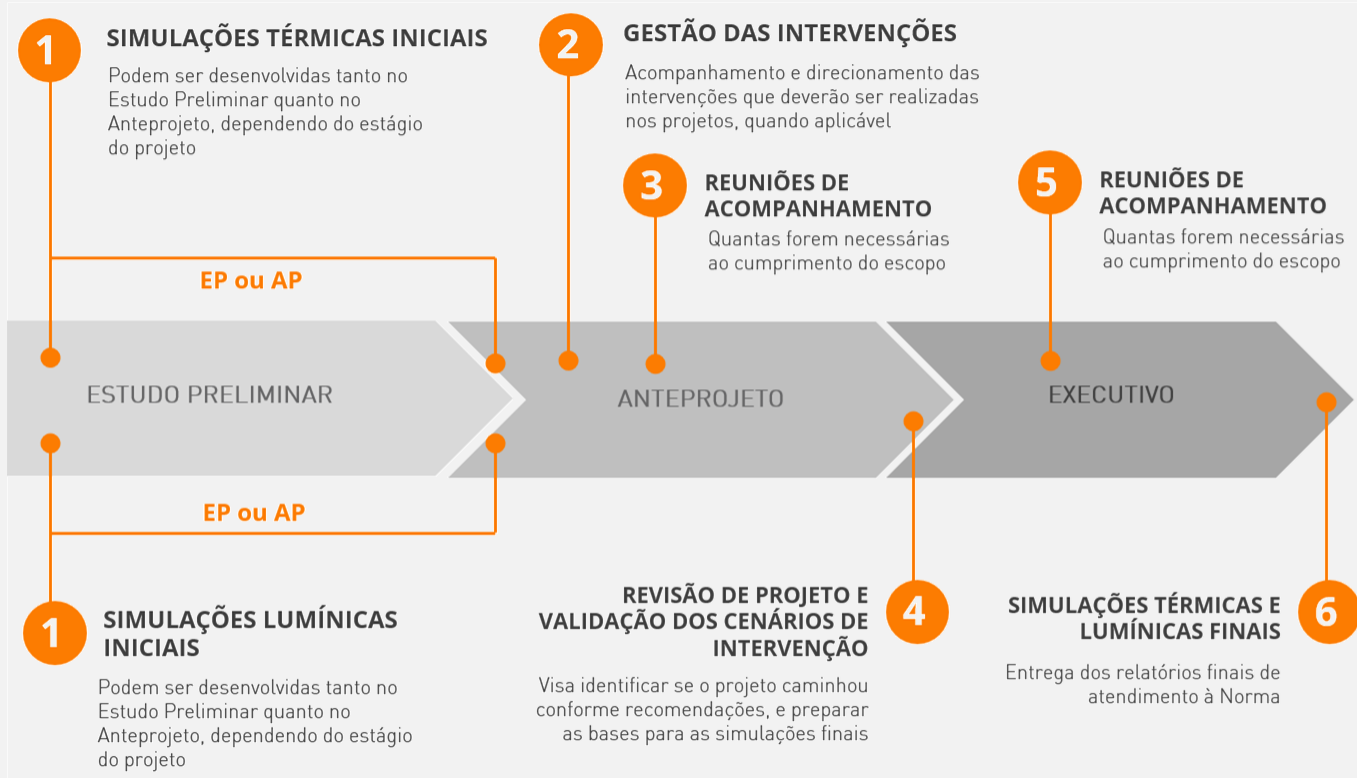 1
SIMULAÇÕES TÉRMICAS INICIAIS
Podem ser desenvolvidas tanto no
Estudo Preliminar quanto no
Anteprojeto, dependendo do estágio
do projeto
2
GESTÃO DAS INTERVENÇÕES
Acompanhamento e direcionamento das
intervenções que deverão ser realizadas
nos projetos, quando aplicável
3
REUNIÕES DE
ACOMPANHAMENTO
Quantas forem necessárias
ao cumprimento do escopo
5
REUNIÕES DE
ACOMPANHAMENTO
Quantas forem necessárias
ao cumprimento do escopo
EP ou AP
ESTUDO PRELIMINAR
ANTEPROJETO
EXECUTIVO
EP ou AP
1
SIMULAÇÕES LUMÍNICAS
INICIAIS
Podem ser desenvolvidas tanto no
Estudo Preliminar quanto no
Anteprojeto, dependendo do estágio
do projeto
REVISÃO DE PROJETO E
VALIDAÇÃO DOS CENÁRIOS DE
INTERVENÇÃO
4
Visa identificar se o projeto caminhou
conforme recomendações, e preparar
as bases para as simulações finais
SIMULAÇÕES TÉRMICAS E
LUMÍNICAS FINAIS
6
Entrega dos relatórios finais de
atendimento à Norma